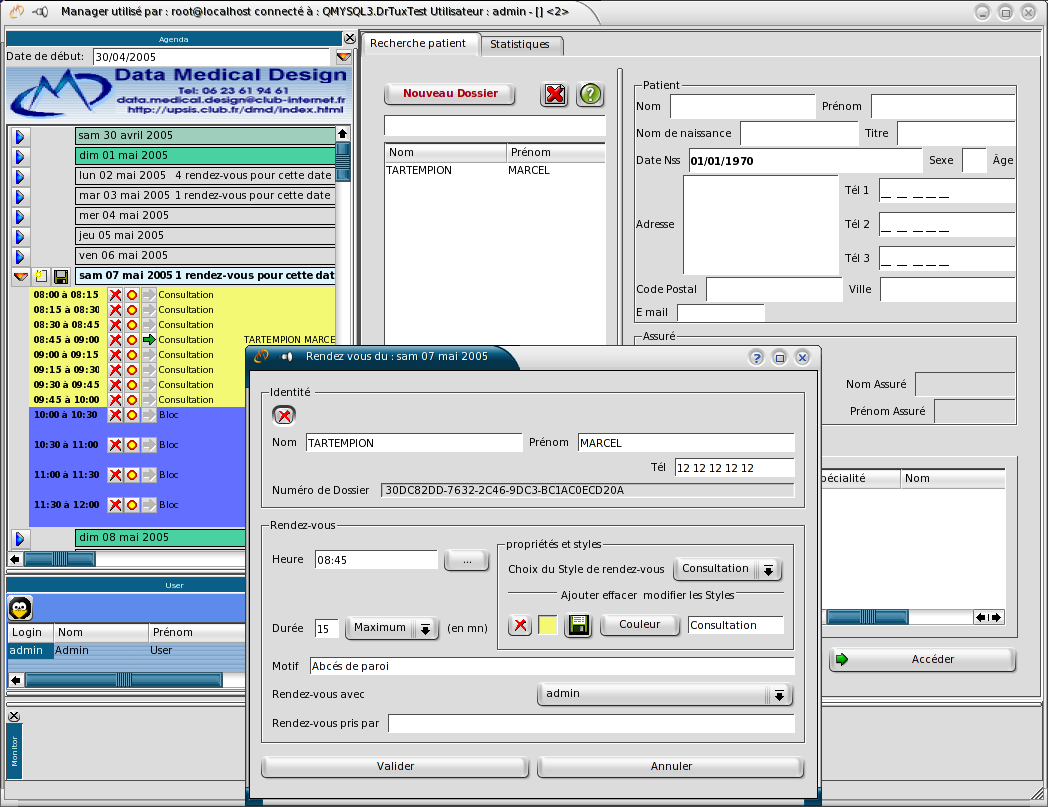 Manager utilisé par : root@localhost connecté à : QMYSQL3.DrTuxTest Utilisateur : admin - [] <2>
Agenda
Date de début: 30/04/2005
Data Medical Design
Tel: 06 23 61 94 61
data.medical.design@club-internet.fr
http://upsis.club.fr/dmd/index.html
sam 30 avril 2005
dim 01 mai 2005
lun 02 mai 2005 4 rendez-vous pour cette date
mar 03 mai 2005 1 rendez-vous pour cette date
mer 04 mai 2005
jeu 05 mai 2005
ven 06 mai 2005
sam 07 mai 2005 1 rendez-vous pour cette dat
08:00 à 08:15 Consultation
08:15 à 08:30 Consultation
08:30 à 08:45 Consultation
08:45 à 09:00 Consultation TARTEMPION MARCE
09:00 à 09:15 Consultation
09:15 à 09:30 Consultation
09:30 à 09:45 Consultation
09:45 à 10:00 Consultation
10:00 à 10:30 Bloc
10:30 à 11:00 Bloc
11:00 à 11:30 Bloc
11:30 à 12:00 Bloc
dim 08 mai 2005
User
Login Nom Prénom
admin Admin User
Monitor
Recherche patient Statistiques
Nouveau Dossier
Nom Prénom
TARTEMPION MARCEL
Patient
Nom Prénom
Nom de naissance Titre
Date Nss 01/01/1970 Sexe Âge
Adresse
Tél 1 _ _ _ _ _
Tél 2 _ _ _ _ _
Tél 3 _ _ _ _ _
Code Postal Ville
E mail
Assuré
Nom Assuré
Prénom Assuré
pécialité Nom
Accéder
Rendez vous du : sam 07 mai 2005
?
Identité
Nom TARTEMPION Prénom MARCEL
Tél 12 12 12 12 12
Numéro de Dossier 30DC82DD-7632-2C46-9DC3-BC1AC0ECD20A
Rendez-vous
Heure 08:45 ...
propriétés et styles
Choix du Style de rendez-vous Consultation
Ajouter effacer modifier les Styles
Couleur Consultation
Durée 15 Maximum (en mn)
Motif Abcés de paroi
Rendez-vous avec admin
Rendez-vous pris par
Valider Annuler